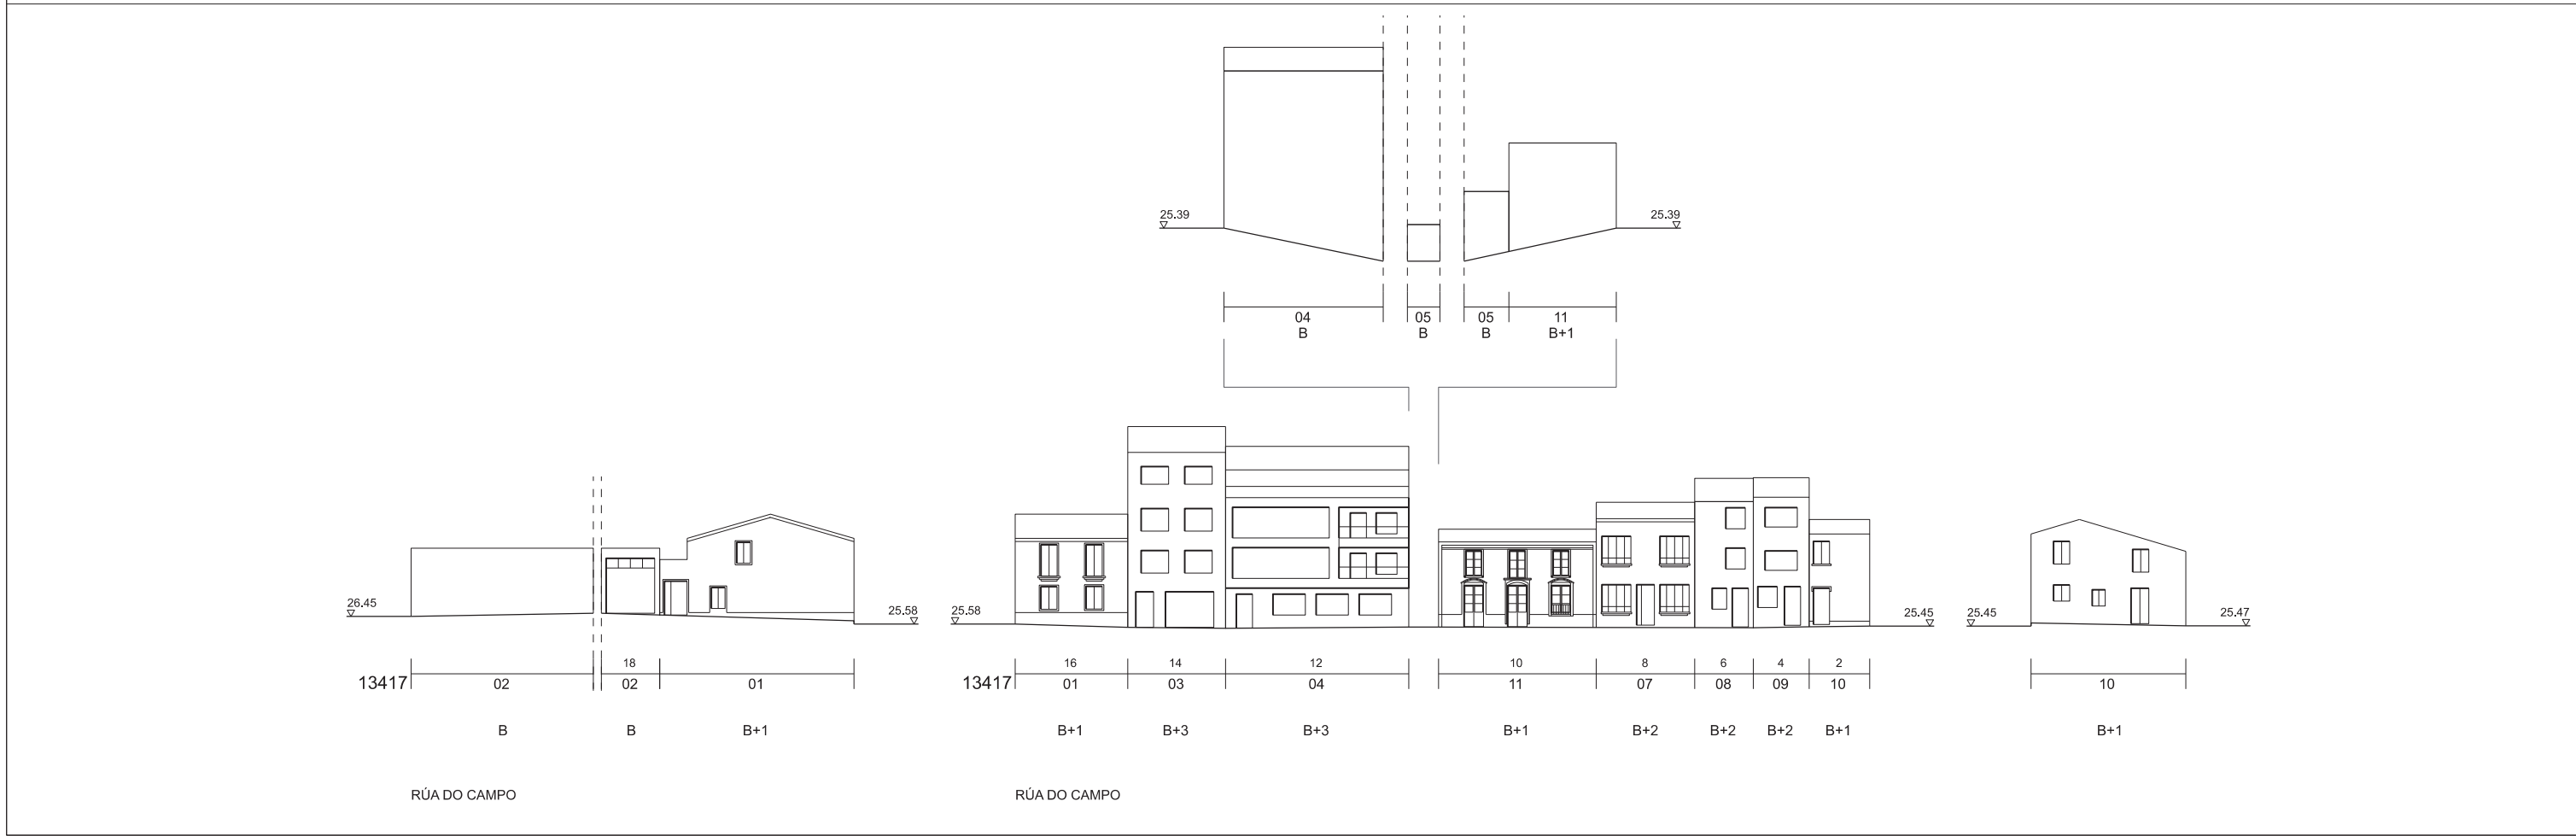 25.39 25.39
04 05 05 11
B B B B+1
26.45 25.58 25.58 25.45 25.45 25.47
18 16 14 12 10 8 6 4 2
13417 02 02 01 13417 01 03 04 11 07 08 09 10 10
B B B+1 B+1 B+3 B+3 B+1 B+2 B+2 B+2 B+1 B+1
RÚA DO CAMPO RÚA DO CAMPO